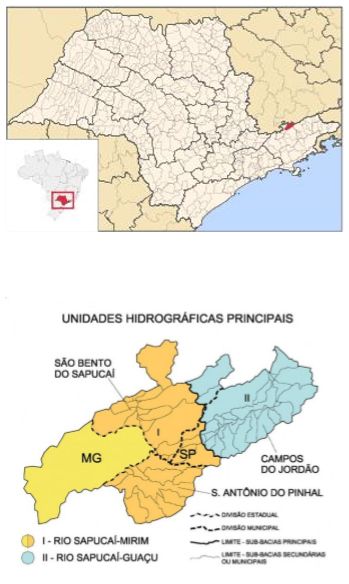 UNIDADES HIDROGRÁFICAS PRINCIPAIS
SÃO BENTO
DO SAPUCAÍ
II
I
MG
SP
CAMPOS
DO JORDÃO
S. ANTÔNIO DO PINHAL
DIVISÃO ESTADUAL
DIVISÃO MUNICIPAL
I - RIO SAPUCAÍ-MIRIM
LIMITE - SUB-BACIAS PRINCIPAIS
II - RIO SAPUCAÍ-GUAÇU
LIMITE - SUB-BACIAS SECUNDÁRIAS
OU MUNICIPAIS